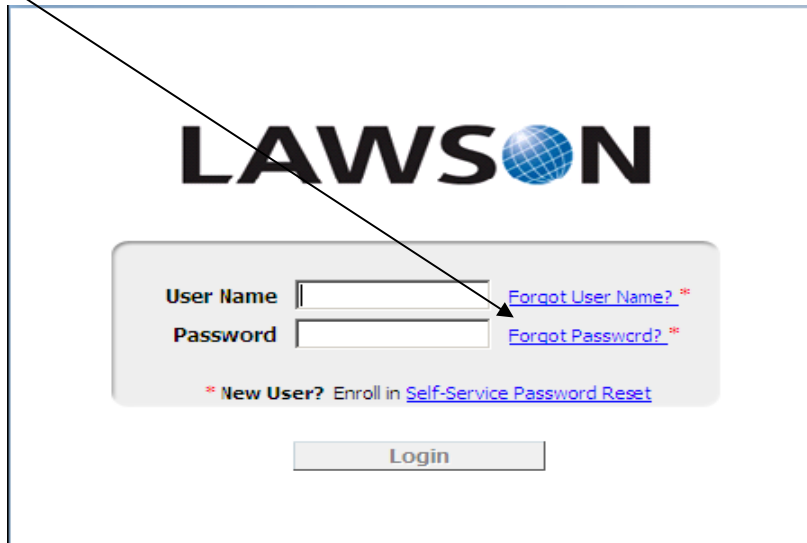 LAWSON
User Name Forgot User Name? *
Password Forgot Password? *
* New User? Enroll in Self-Service Password Reset
Login